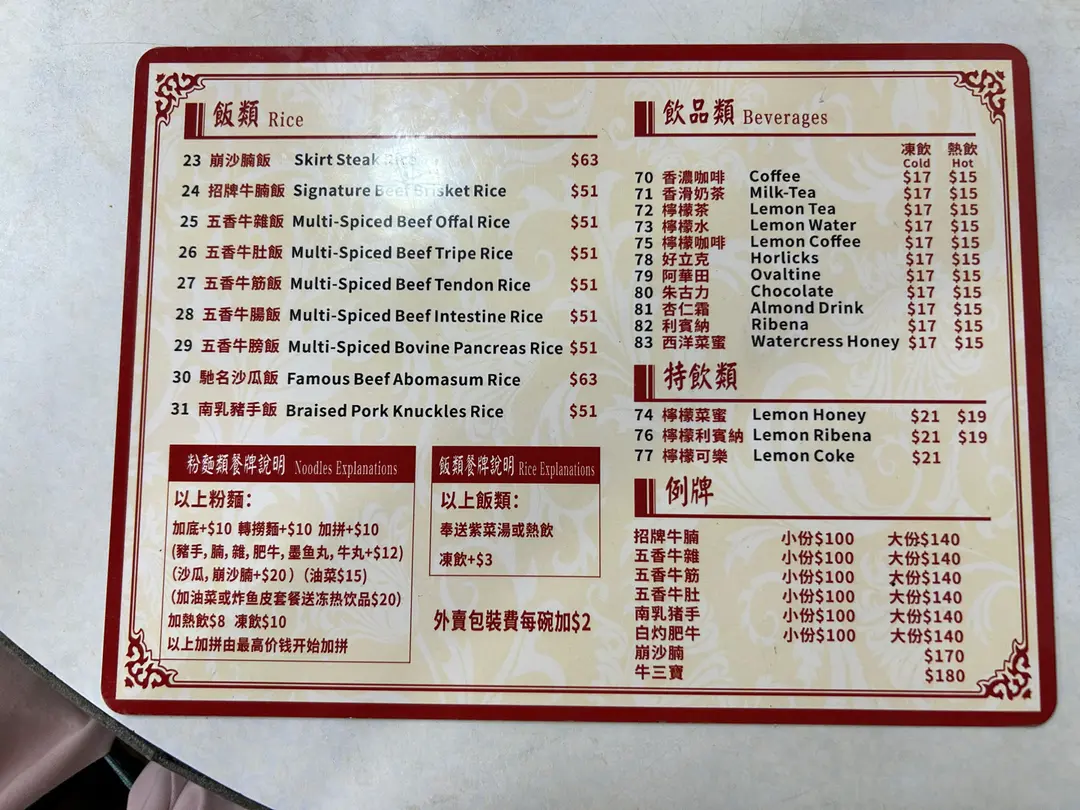 飯類 Rice
23 崩沙腩飯 Skirt Steak Rice $63
24 招牌牛腩飯 Signature Beef Brisket Rice $51
25 五香牛雜飯 Multi-Spiced Beef Offal Rice $51
26 五香牛肚飯 Multi-Spiced Beef Tripe Rice $51
27 五香牛筋飯 Multi-Spiced Beef Tendon Rice $51
28 五香牛腸飯 Multi-Spiced Beef Intestine Rice $51
29 五香牛膀飯 Multi-Spiced Bovine Pancreas Rice $51
30 馳名沙瓜飯 Famous Beef Abomasum Rice $63
31 南乳豬手飯 Braised Pork Knuckles Rice $51
粉麵類餐牌說明 Noodles Explanations
以上粉麵：
加底+$10 轉撈麵+$10 加拼+$10
(豬手, 腩, 雜, 肥牛, 墨鱼丸, 牛丸+$12)
(沙瓜, 崩沙腩+$20) (油菜$15)
(加油菜或炸鱼皮套餐送冻热饮品$20)
加熱飲$8 凍飲$10
以上加拼由最高价钱开始加拼
飯類餐牌說明 Rice Explanations
以上飯類：
奉送紫菜湯或熱飲
凍飲+$3
外賣包裝費每碗加$2
飲品類 Beverages
凍飲 熱飲
Cold Hot
70 香濃咖啡 Coffee $17 $15
71 香滑奶茶 Milk-Tea $17 $15
72 檸檬茶 Lemon Tea $17 $15
73 檸檬水 Lemon Water $17 $15
75 檸檬咖啡 Lemon Coffee $17 $15
78 好立克 Horlicks $17 $15
79 阿華田 Ovaltine $17 $15
80 朱古力 Chocolate $17 $15
81 杏仁霜 Almond Drink $17 $15
82 利賓納 Ribena $17 $15
83 西洋菜蜜 Watercress Honey $17 $15
特飲類
74 檸檬菜蜜 Lemon Honey $21 $19
76 檸檬利賓納 Lemon Ribena $21 $19
77 檸檬可樂 Lemon Coke $21
例牌
招牌牛腩 小份$100 大份$140
五香牛雜 小份$100 大份$140
五香牛筋 小份$100 大份$140
五香牛肚 小份$100 大份$140
南乳猪手 小份$100 大份$140
白灼肥牛 小份$100 大份$140
崩沙腩 $170
牛三寶 $180